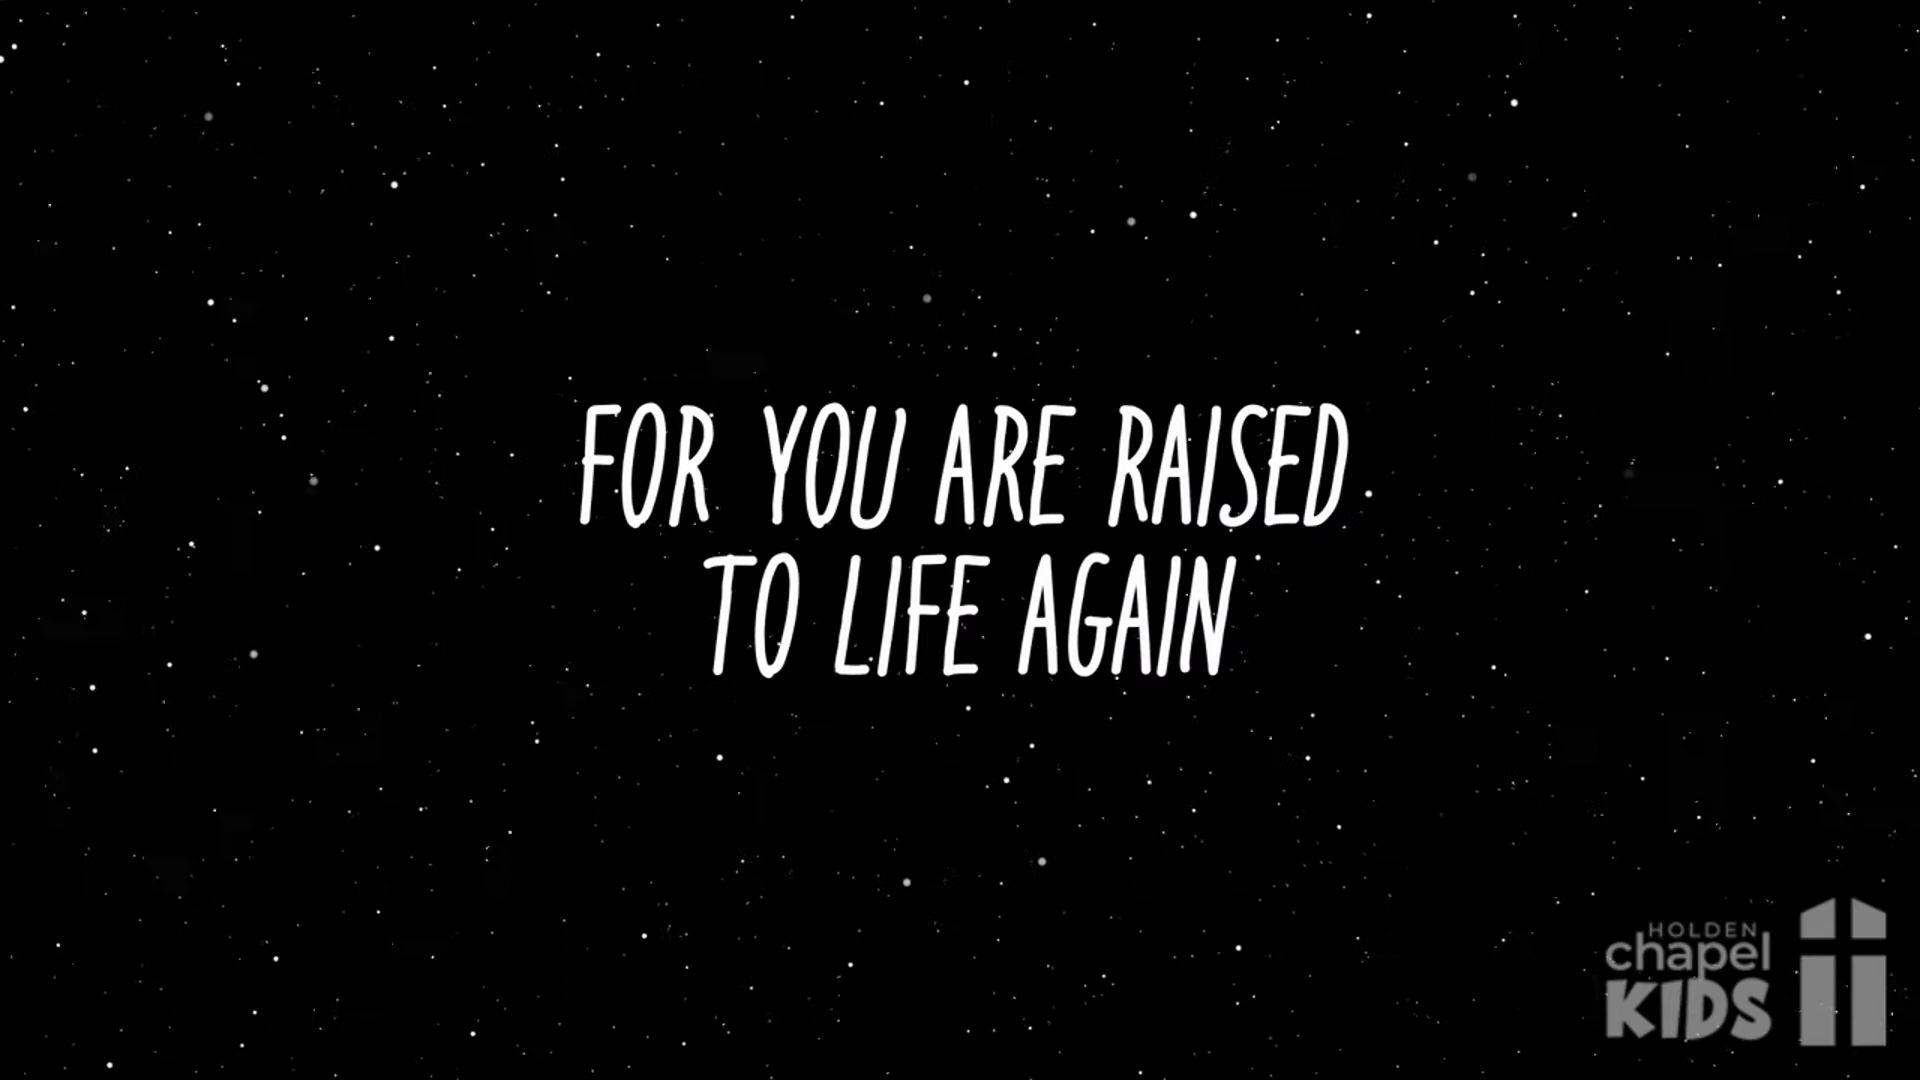 FOR YOU ARE RAISED
TO LIFE AGAIN
HOLDEN
chapel
KIDS